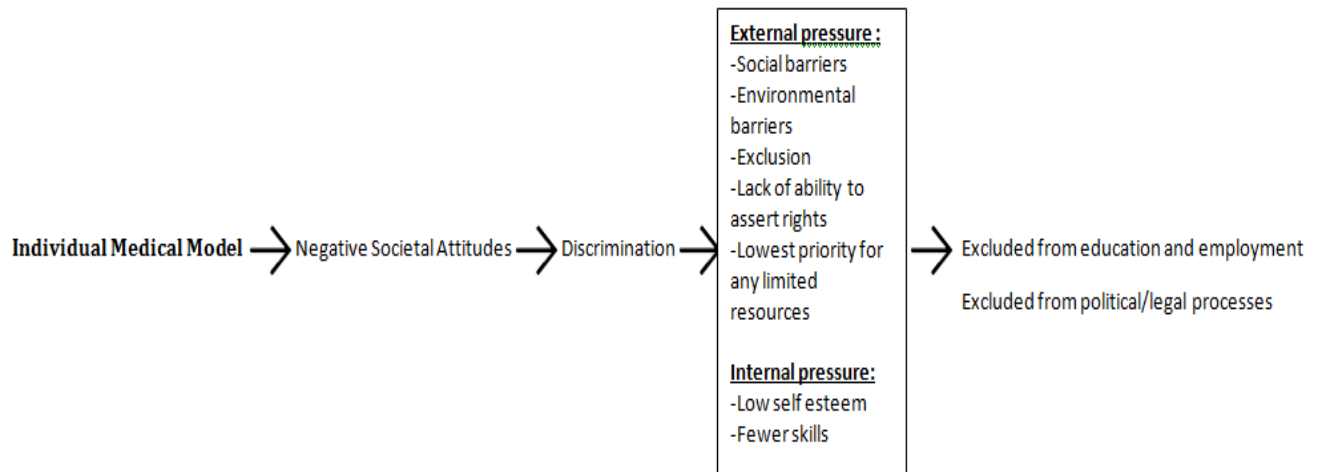 External pressure :
-Social barriers
-Environmental
barriers
-Exclusion
-Lack of ability to
assert rights
-Lowest priority for
any limited
resources
Internal pressure:
-Low self esteem
-Fewer skills
Individual Medical Model
Negative Societal Attitudes
Discrimination
Excluded from education and employment
Excluded from political/legal processes